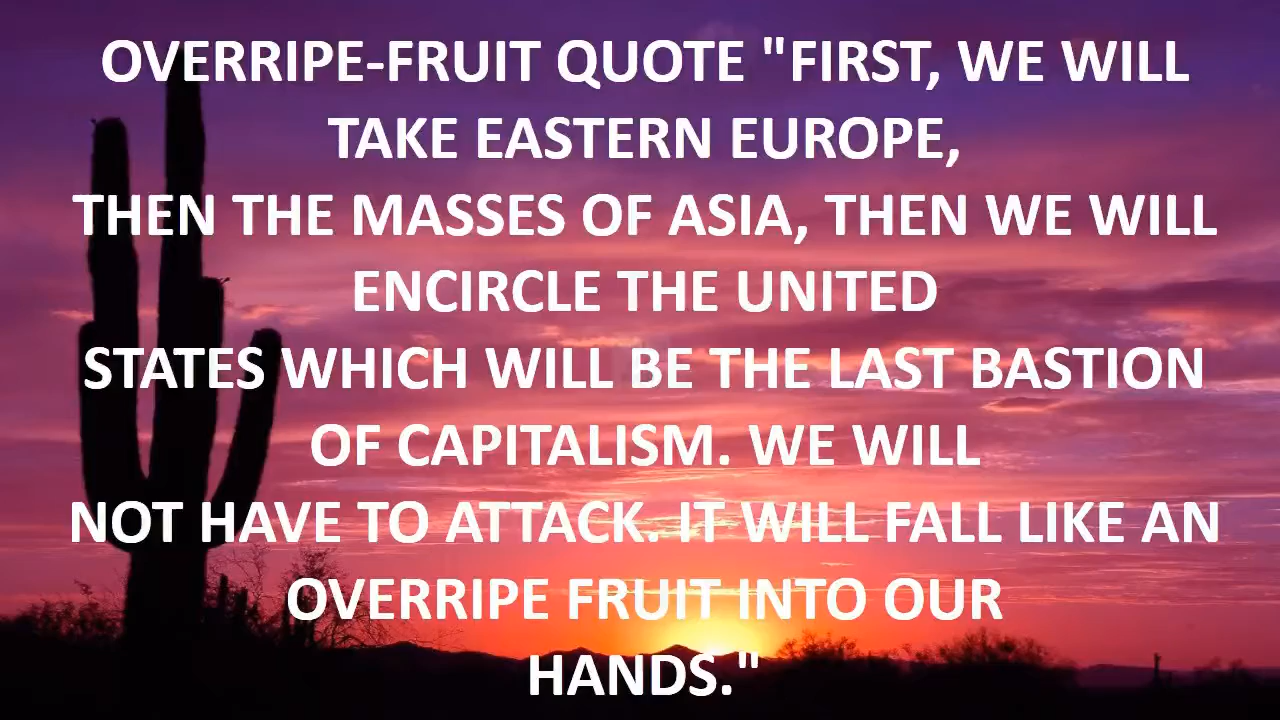 OVERRIPE-FRUIT QUOTE "FIRST, WE WILL
TAKE EASTERN EUROPE,
THEN THE MASSES OF ASIA, THEN WE WILL
ENCIRCLE THE UNITED
STATES WHICH WILL BE THE LAST BASTION
OF CAPITALISM. WE WILL
NOT HAVE TO ATTACK. IT WILL FALL LIKE AN
OVERRIPE FRUIT INTO OUR
HANDS."